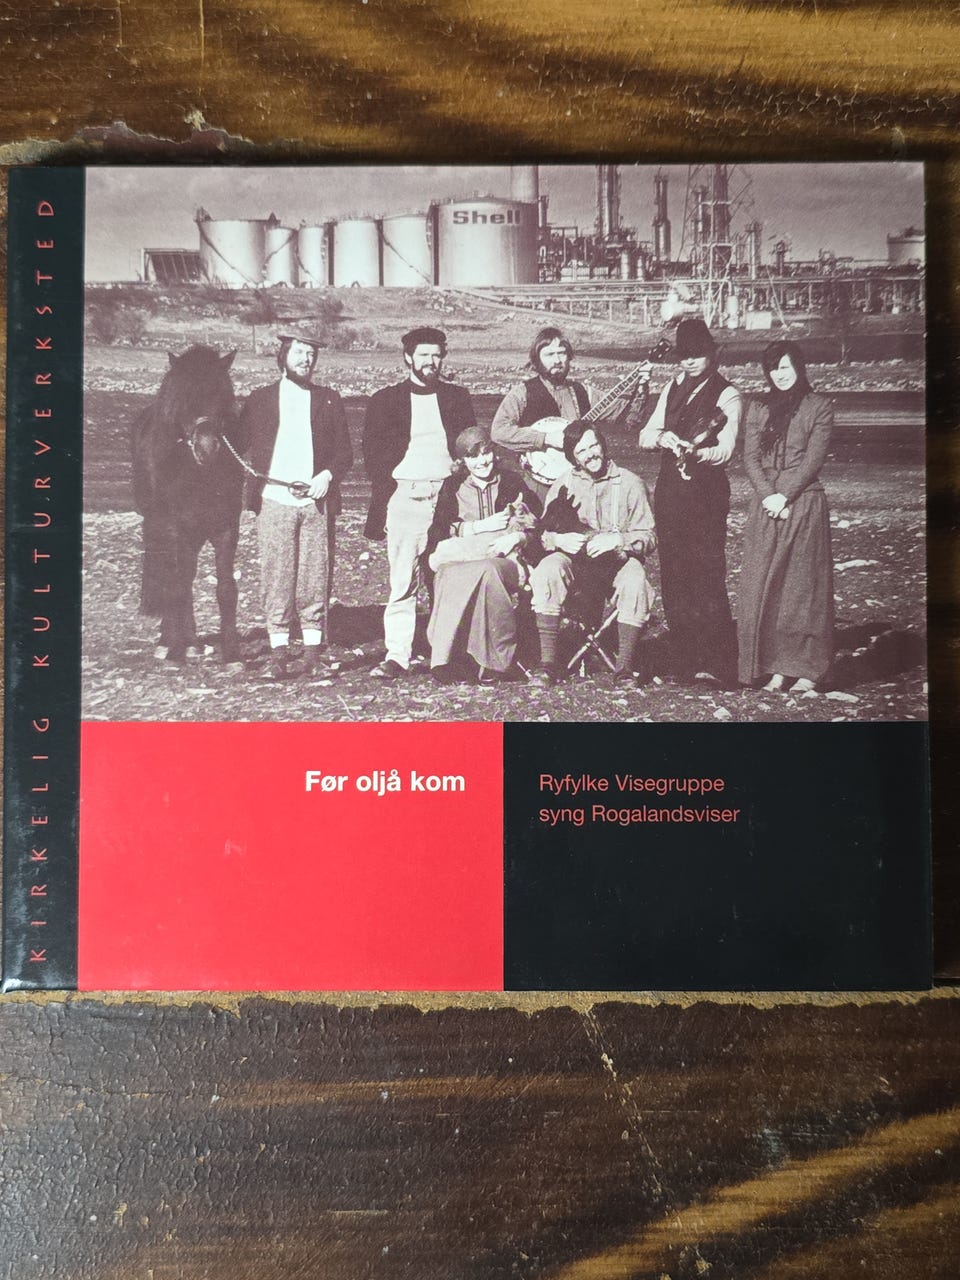 KIRKELIG KULTURVERKSTED
Shell
Før oljå kom
Ryfylke Visegruppe
syng Rogalandsviser